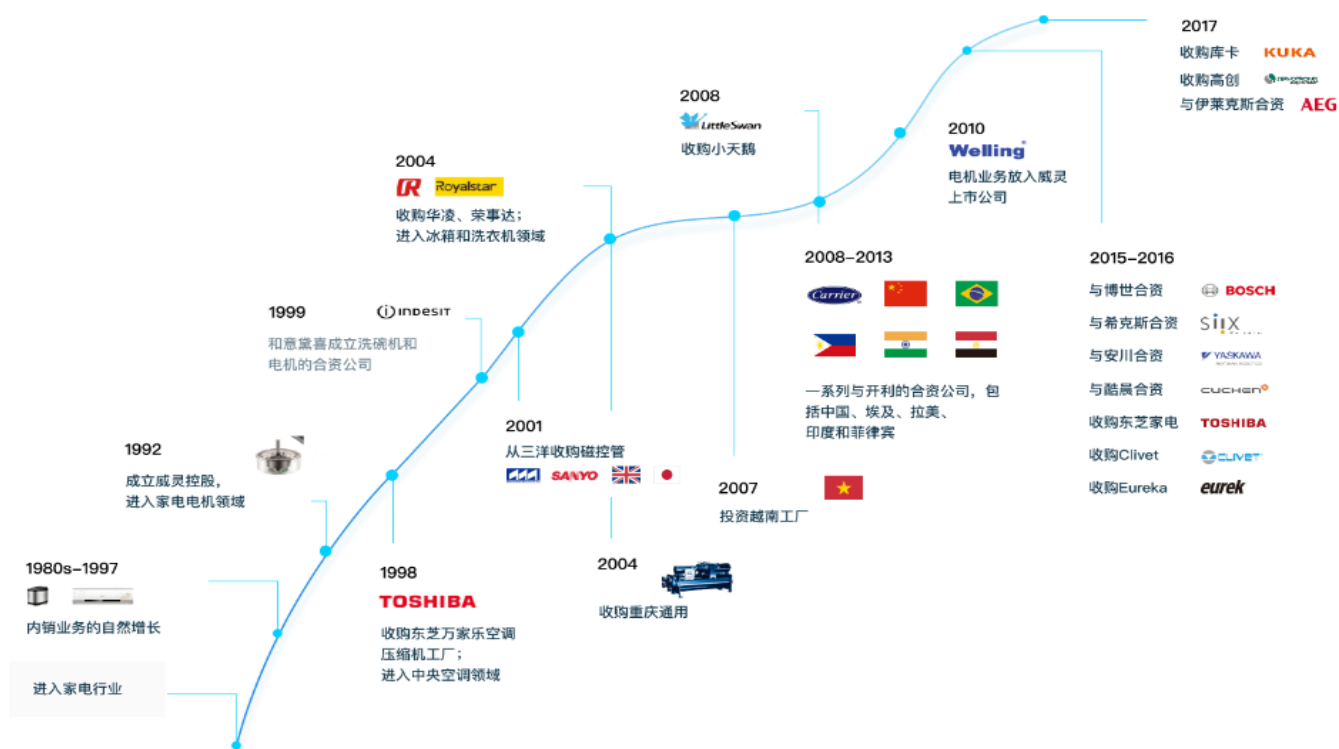 进入家电行业
1980s-1997
内销业务的自然增长
1992
成立威灵控股，
进入家电电机领域
1998
TOSHIBA
收购东芝万家乐空调
压缩机工厂；
进入中央空调领域
1999
indesit
和意黛喜成立洗碗机和
电机的合资公司
2001
从三洋收购磁控管
SANYO
2004
Royalstar
收购华凌、荣事达；
进入冰箱和洗衣机领域
2004
收购重庆通用
2007
投资越南工厂
2008
LittleSwan
收购小天鹅
2008-2013
Carrier
一系列与开利的合资公司，包
括中国、埃及、拉美、
印度和菲律宾
2010
Welling
电机业务放入威灵
上市公司
2015-2016
与博世合资 BOSCH
与希克斯合资 SIIX
与安川合资 YASKAWA
与酷晨合资 CUCHEN
收购东芝家电 TOSHIBA
收购Clivet CLIVET
收购Eureka eurek
2017
收购库卡 KUKA
收购高创
与伊莱克斯合资 AEG